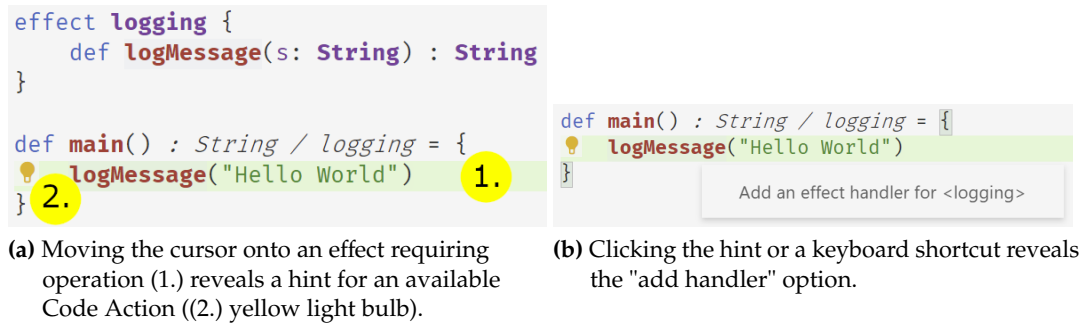 effect logging {
    def logMessage(s: String) : String
}
def main() : String / logging = {
    logMessage("Hello World")
1.
2.
}
(a) Moving the cursor onto an effect requiring
operation (1.) reveals a hint for an available
Code Action ((2.) yellow light bulb).
def main() : String / logging = {
    logMessage("Hello World")
}
Add an effect handler for <logging>
(b) Clicking the hint or a keyboard shortcut reveals
the "add handler" option.